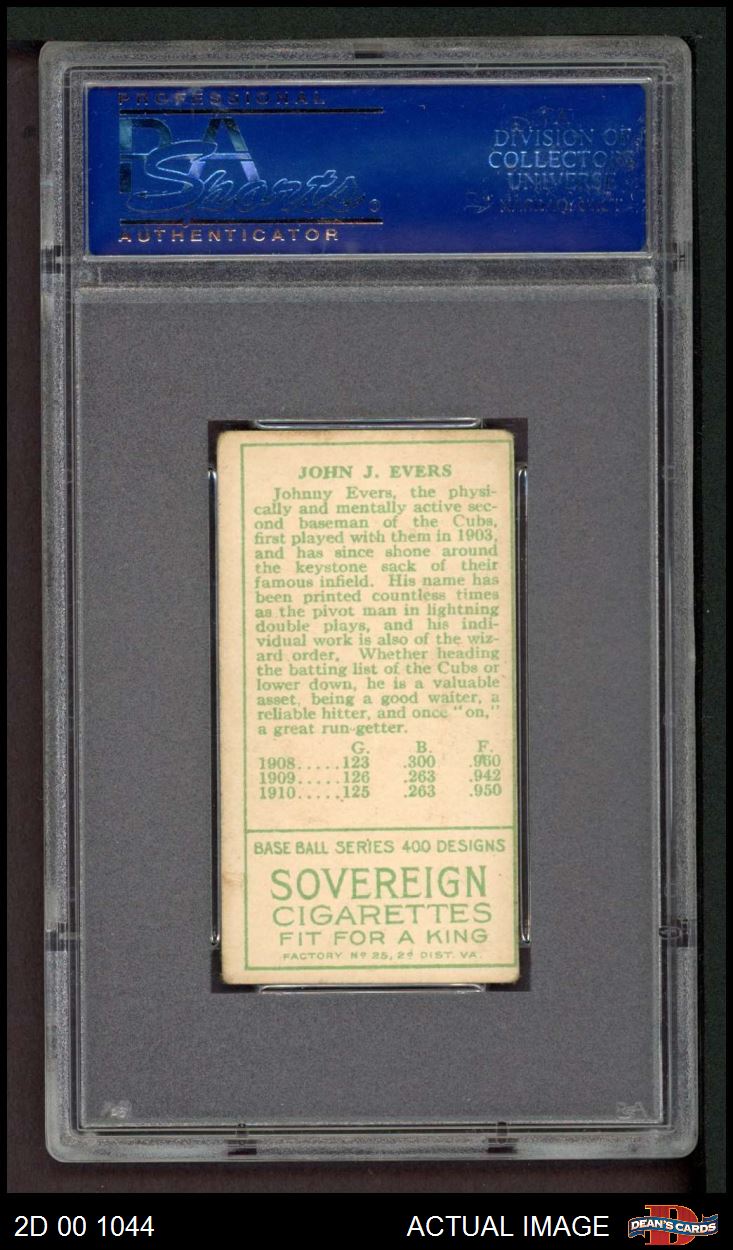 PROFESSIONAL
PSA
Sports
AUTHENTICATOR
DIVISION OF
COLLECTORS
UNIVERSE
JOHN J. EVERS
Johnny Evers, the physi-
cally and mentally active sec-
ond baseman of the Cubs,
first played with them in 1903,
and has since shone around
the keystone sack of their
famous infield. His name has
been printed countless times
as the pivot man in lightning
double plays, and his indi-
vidual work is also of the wiz-
ard order. Whether heading
the batting list of the Cubs or
lower down, he is a valuable
asset, being a good waiter, a
reliable hitter, and once "on,"
a great run-getter.
G. B. F.
1908.....123 .300 .960
1909.....126 .263 .942
1910.....125 .263 .950
BASE BALL SERIES 400 DESIGNS
SOVEREIGN
CIGARETTES
FIT FOR A KING
FACTORY Nº 25, 2d DIST. VA.
2D 00 1044 ACTUAL IMAGE
DEAN'S CARDS